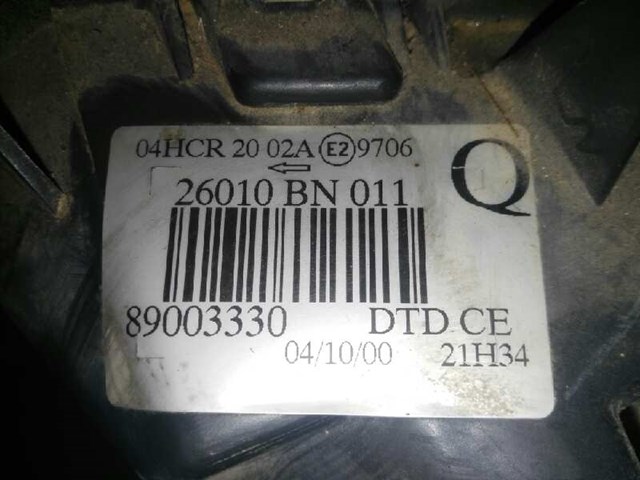 04HCR 20 02A E2 9706
Q
26010 BN 011
89003330 DTD CE
04/10/00 21H34